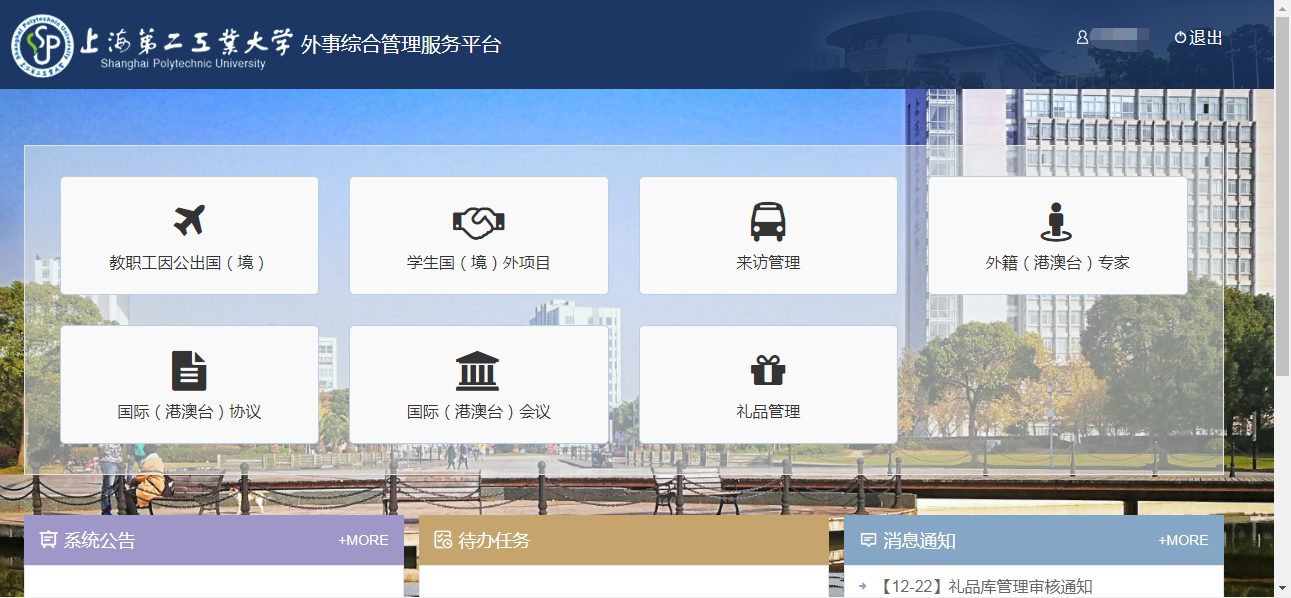 上海第二工業大学 外事综合管理服务平台
Shanghai Polytechnic University
退出
教职工因公出国（境）
学生国（境）外项目
来访管理
外籍（港澳台）专家
国际（港澳台）协议
国际（港澳台）会议
礼品管理
系统公告 +MORE
待办任务
消息通知 +MORE
【12-22】礼品库管理审核通知